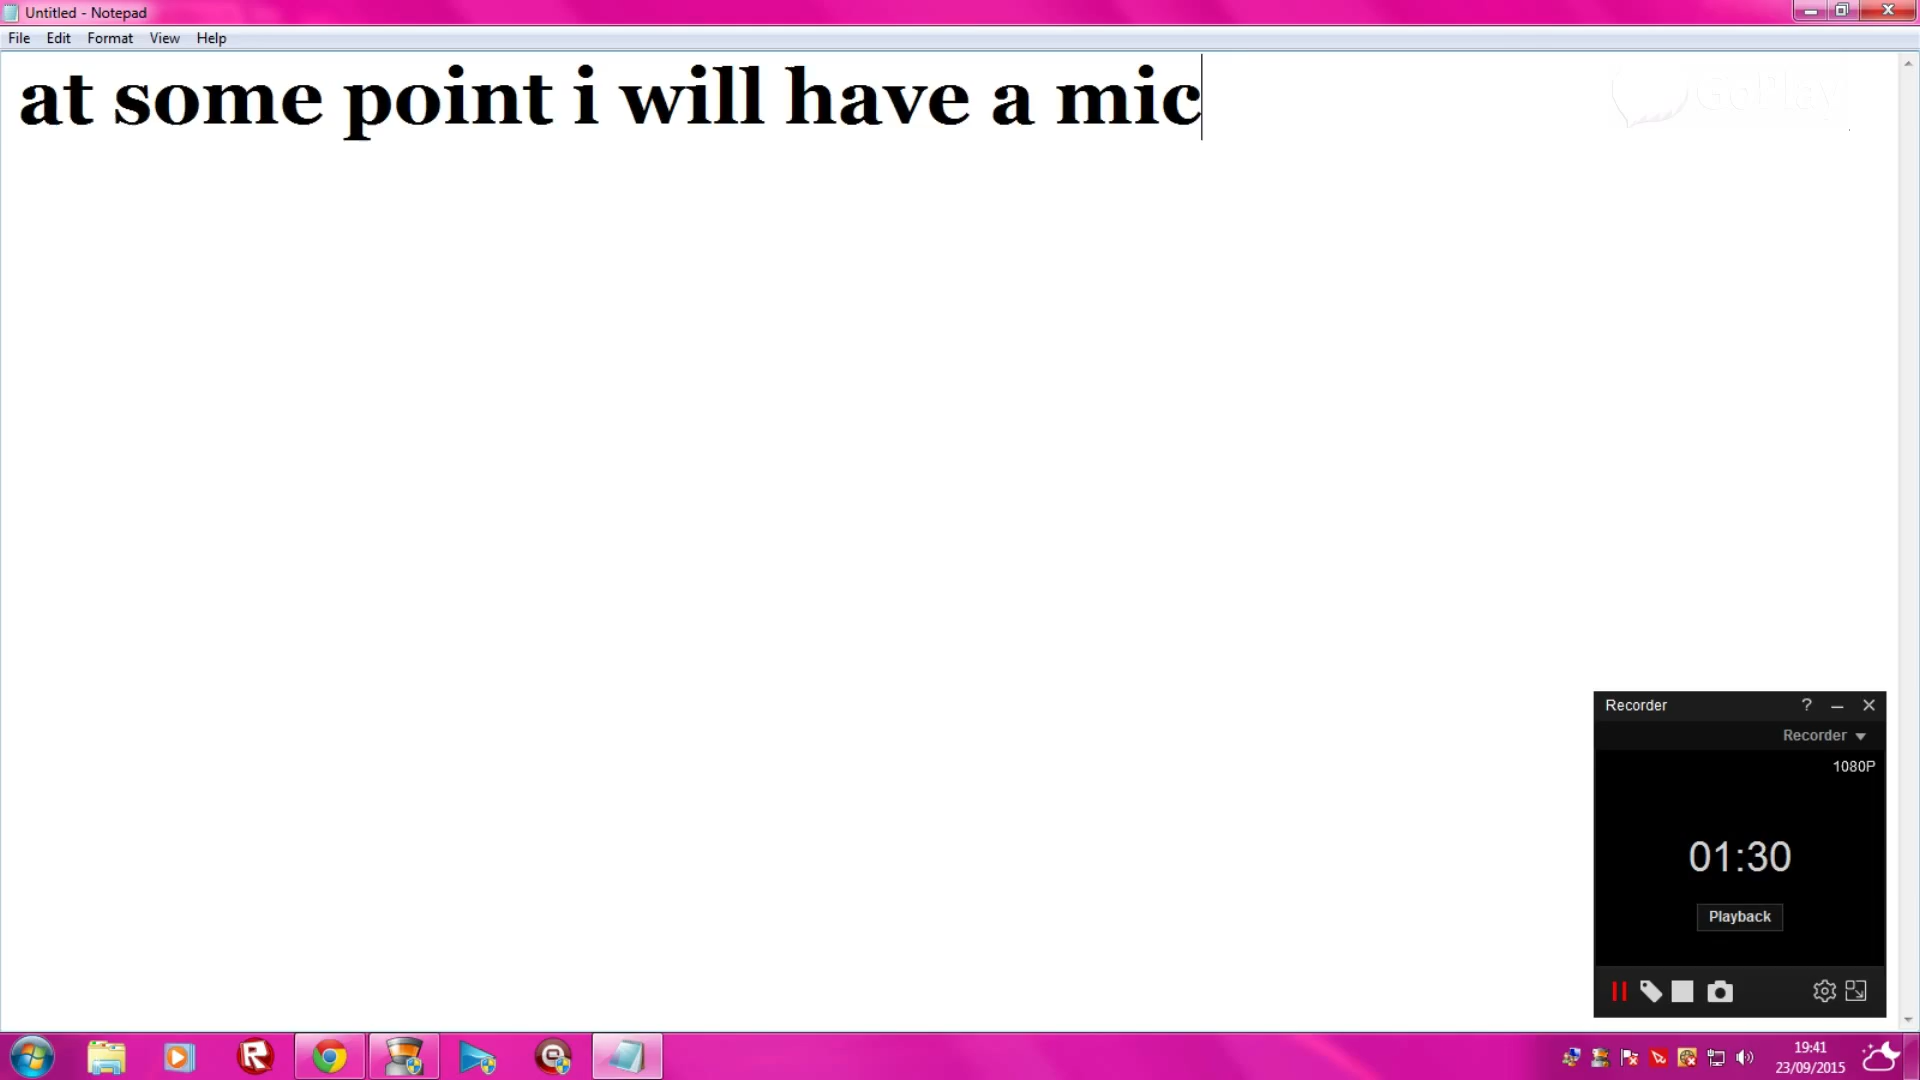 Untitled - Notepad
File Edit Format View Help
at some point i will have a mic
GoPlay
Recorder
Recorder
1080P
01:30
Playback
19:41
23/09/2015